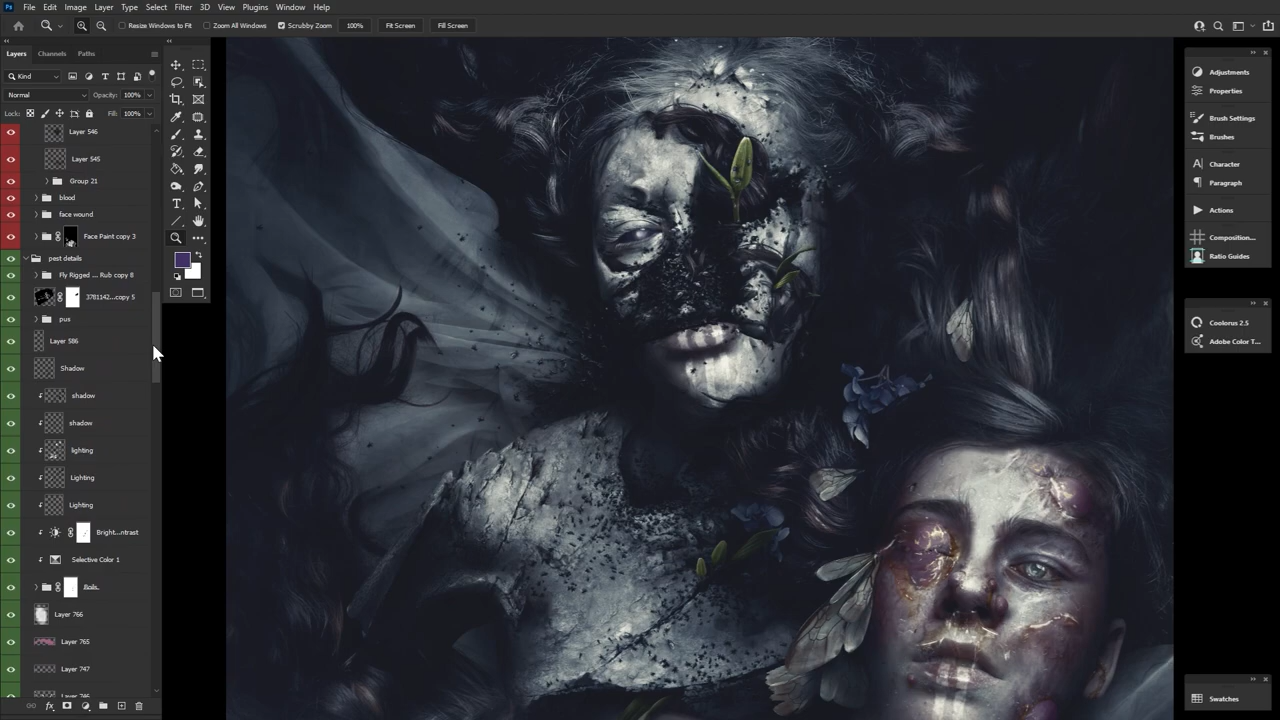 Ps File Edit Image Layer Type Select Filter 3D View Plugins Window Help
Resize Windows to Fit Zoom All Windows Scrubby Zoom 100% Fit Screen Fill Screen
Layers Channels Paths
Kind
Normal Opacity: 100%
Lock: Fill: 100%
Layer 546
Layer 545
Group 21
blood
face wound
Face Paint copy 3
pest details
Fly Rigged ... Rub copy 8
3781142...copy 5
pus
Layer 586
Shadow
shadow
shadow
lighting
Lighting
Lighting
Bright...ntrast
Selective Color 1
Boils
Layer 766
Layer 765
Layer 747
Layer 746
fx
Adjustments
Properties
Brush Settings
Brushes
Character
Paragraph
Actions
Composition...
Ratio Guides
Coolorus 2.5
Adobe Color T...
Swatches